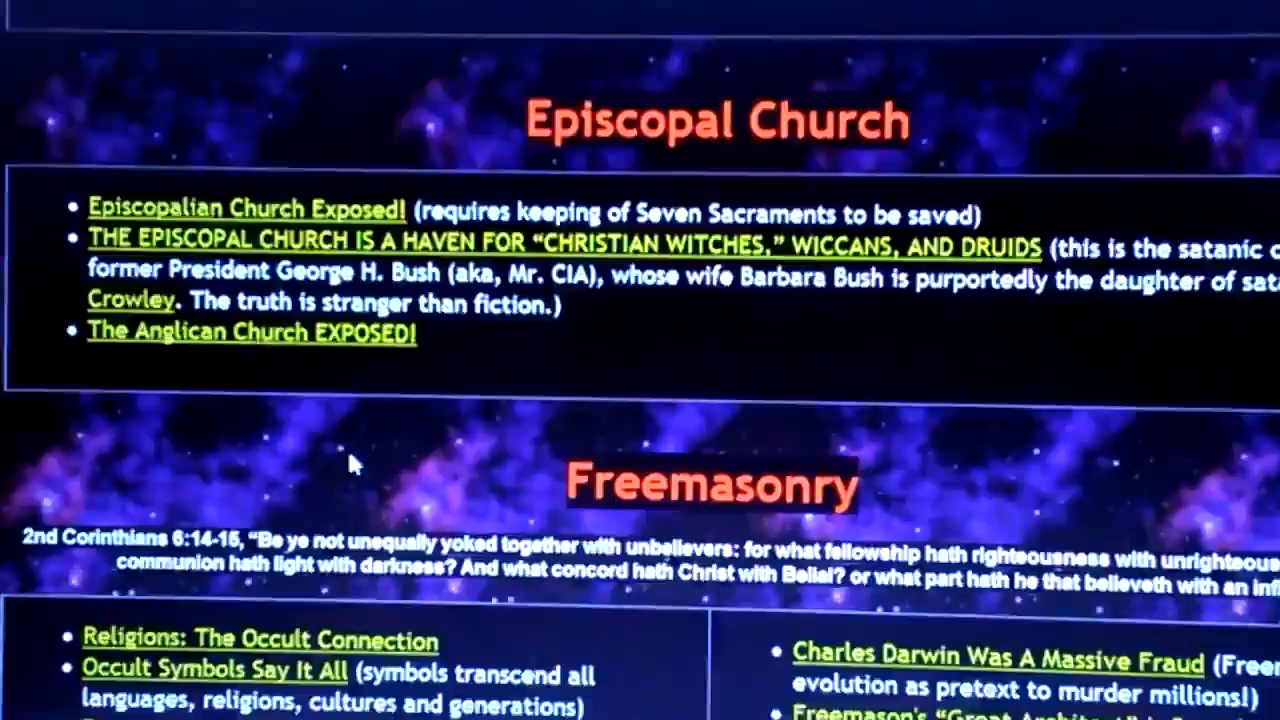 Episcopal Church
• Episcopalian Church Exposed! (requires keeping of Seven Sacraments to be saved)
• THE EPISCOPAL CHURCH IS A HAVEN FOR “CHRISTIAN WITCHES,” WICCANS, AND DRUIDS (this is the satanic
former President George H. Bush (aka, Mr. CIA), whose wife Barbara Bush is purportedly the daughter of
Crowley. The truth is stranger than fiction.)
• The Anglican Church EXPOSED!
Freemasonry
2nd Corinthians 6:14-15, “Be ye not unequally yoked together with unbelievers: for what fellowship hath righteousness with
communion hath light with darkness? And what concord hath Christ with Belial? or what part hath he that believeth with an
• Religions: The Occult Connection
• Occult Symbols Say It All (symbols transcend all
languages, religions, cultures and generations)
• Charles Darwin Was A Massive Fraud
evolution as pretext to murder millions!)
• Freemason's “Great